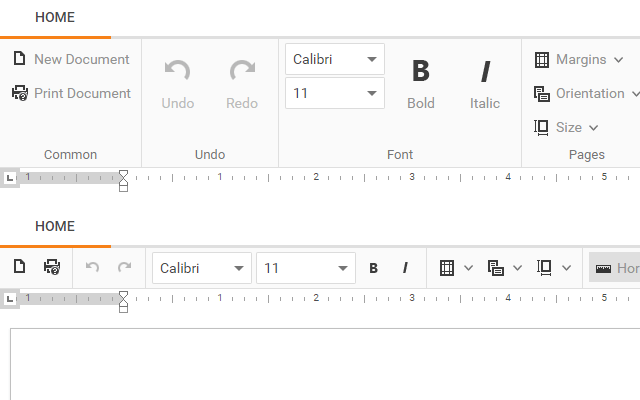 HOME
New Document
Print Document
Common
Undo
Redo
Undo
Calibri
11
Bold
Italic
Font
Margins
Orientation
Size
Pages
1 1 2 3 4 5
HOME
Calibri
11
Hor
1 1 2 3 4 5